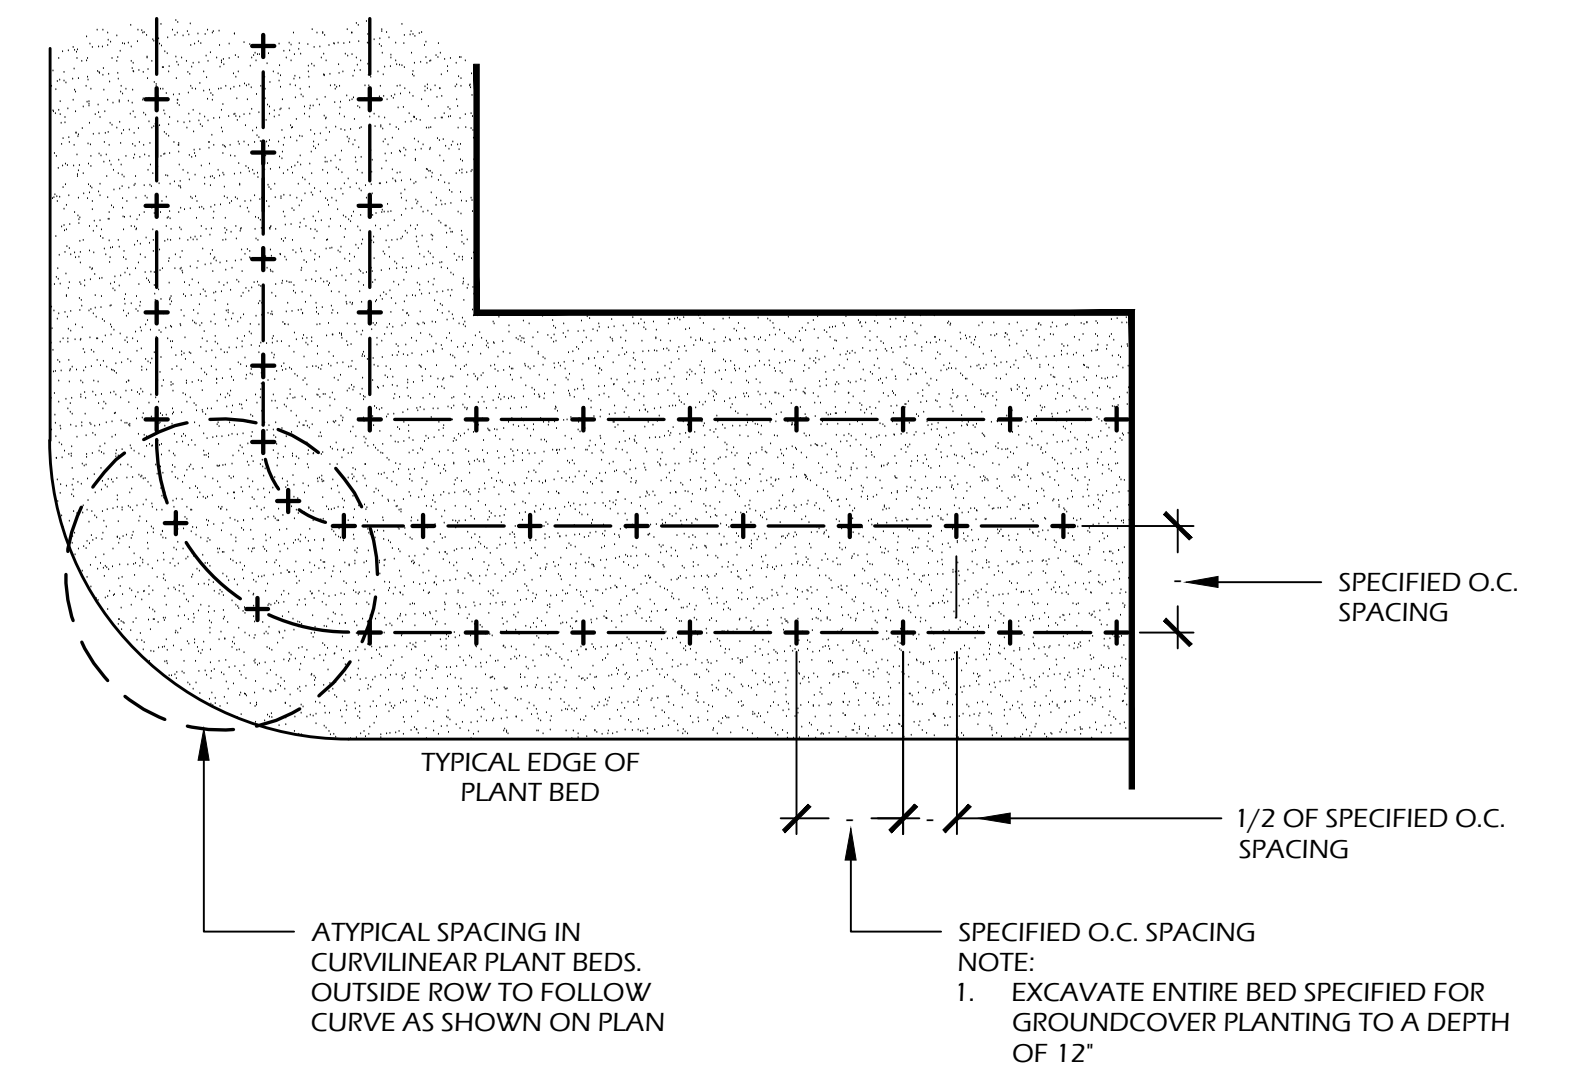 SPECIFIED O.C.
SPACING
TYPICAL EDGE OF
PLANT BED
1/2 OF SPECIFIED O.C.
SPACING
ATYPICAL SPACING IN
CURVILINEAR PLANT BEDS.
OUTSIDE ROW TO FOLLOW
CURVE AS SHOWN ON PLAN
SPECIFIED O.C. SPACING
NOTE:
1. EXCAVATE ENTIRE BED SPECIFIED FOR
GROUNDCOVER PLANTING TO A DEPTH
OF 12"